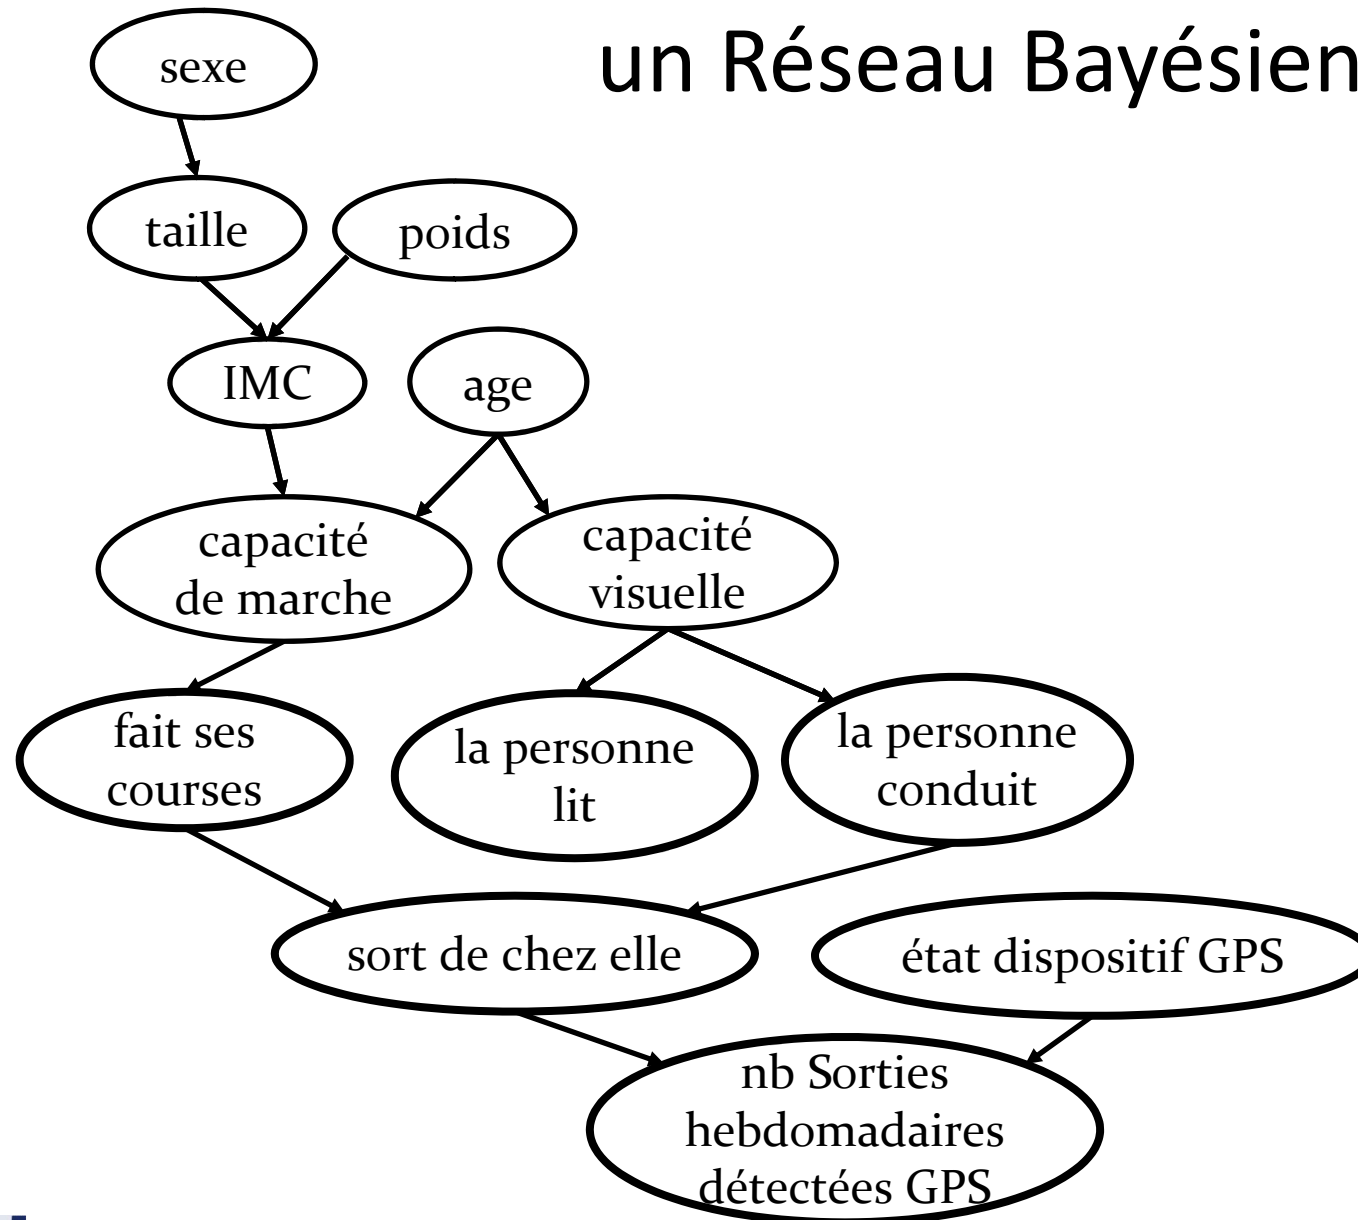 un Réseau Bayésien
sexe
taille
poids
IMC
age
capacité
de marche
capacité
visuelle
fait ses
courses
la personne
lit
la personne
conduit
sort de chez elle
état dispositif GPS
nb Sorties
hebdomadaires
détectées GPS